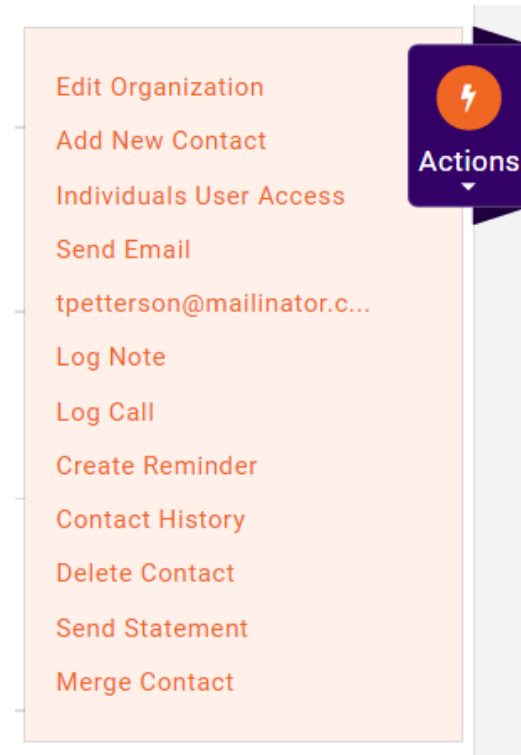 Edit Organization
Add New Contact
Individuals User Access
Send Email
tpetterson@mailinator.c...
Log Note
Log Call
Create Reminder
Contact History
Delete Contact
Send Statement
Merge Contact
Actions